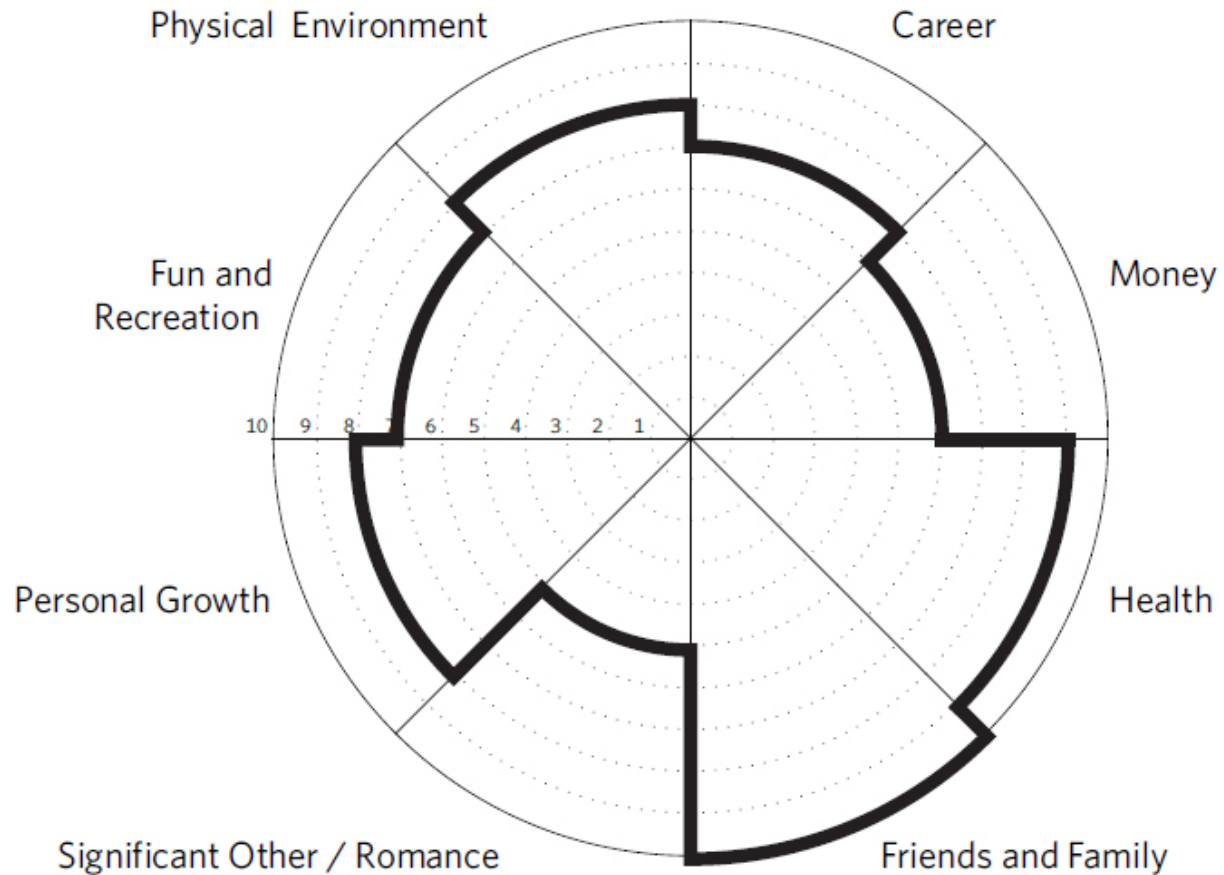 Physical Environment
Career
Fun and
Recreation
Money
10 9 8 7 6 5 4 3 2 1
Personal Growth
Health
Significant Other / Romance
Friends and Family